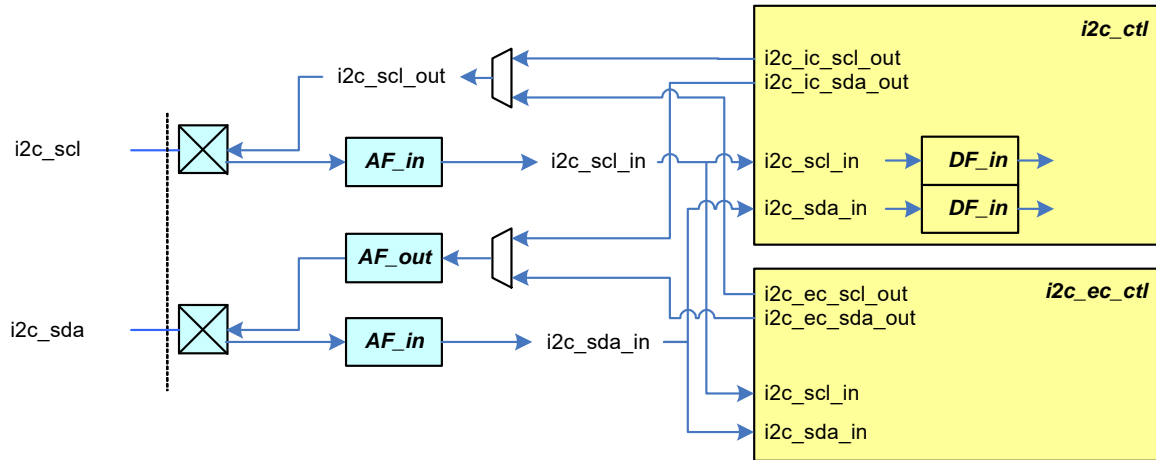 i2c_ctl
i2c_ic_scl_out
i2c_ic_sda_out
i2c_scl_out
i2c_scl
AF_in
i2c_scl_in
i2c_scl_in
DF_in
i2c_sda_in
DF_in
AF_out
i2c_ec_ctl
i2c_ec_scl_out
i2c_ec_sda_out
i2c_sda
AF_in
i2c_sda_in
i2c_scl_in
i2c_sda_in